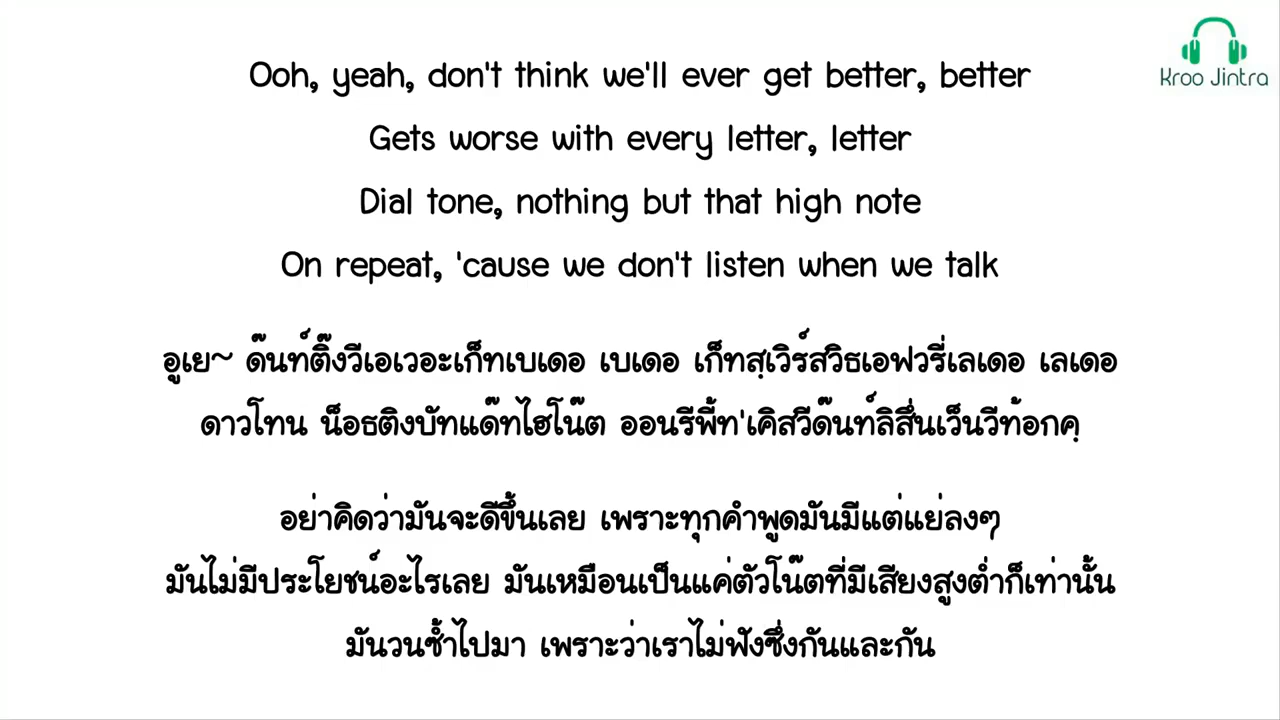 Kroo Jintra
Ooh, yeah, don't think we'll ever get better, better
Gets worse with every letter, letter
Dial tone, nothing but that high note
On repeat, 'cause we don't listen when we talk
อูเย~ ด๊นท์ติ๊งวีเอเวอะเก็ทเบเดอ เบเดอ เก็ทสฺเวิร์สวิธเอฟวรี่เลเดอ เลเดอ
ดาวโทน น็อธติงบัทแด๊ทไฮโน๊ต ออนรีพี้ท'เคิสวีด๊นท์ลิสึ่นเว็นวีท้อกคฺ
อย่าคิดว่ามันจะดีขึ้นเลย เพราะทุกคำพูดมันมีแต่แย่ลงๆ
มันไม่มีประโยชน์อะไรเลย มันเหมือนเป็นแค่ตัวโน๊ตที่มีเสียงสูงต่ำก็เท่านั้น
มันวนซ้ำไปมา เพราะว่าเราไม่ฟังซึ่งกันและกัน